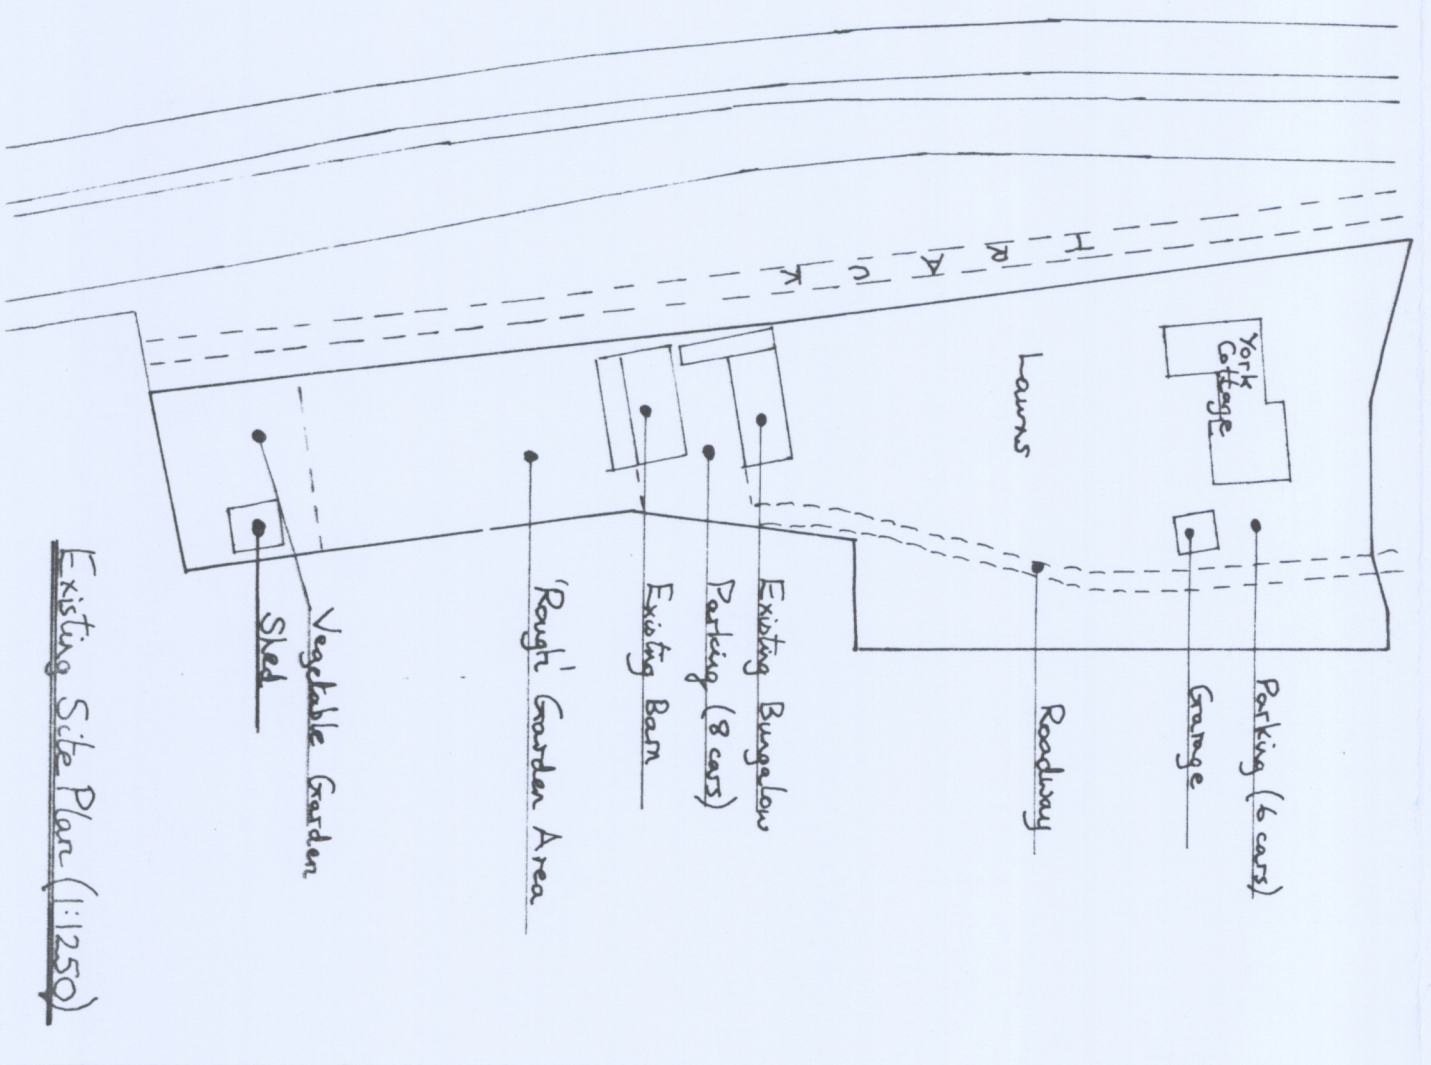 TRACK
York
Cottage
Lawns
Parking (6 cars)
Garage
Roadway
Existing Bungalow
Parking (8 cars)
Existing Barn
'Rough' Garden Area
Vegetable Garden
Shed
Existing Site Plan (1:1250)